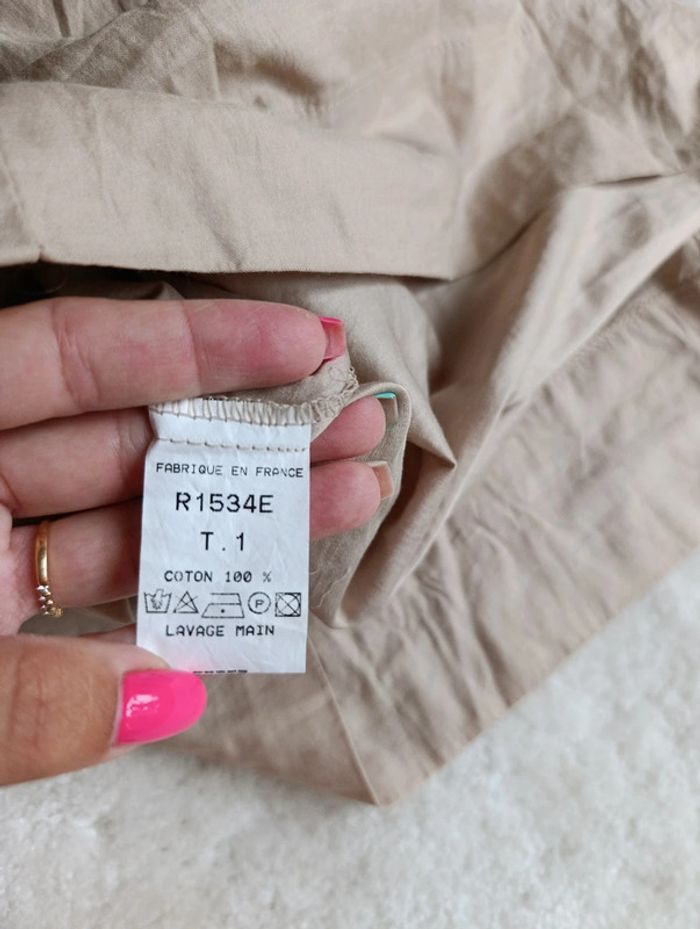 FABRIQUE EN FRANCE
R1534E
T.1
COTON 100 %
P
LAVAGE MAIN